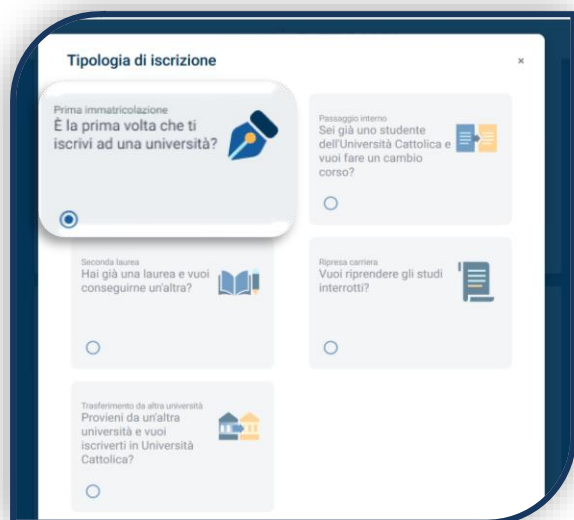 Tipologia di iscrizione
×
Prima immatricolazione
È la prima volta che ti
iscrivi ad una università?
Passaggio interno
Sei già uno studente
dell'Università Cattolica e
vuoi fare un cambio
corso?
Seconda laurea
Hai già una laurea e vuoi
conseguirne un'altra?
Ripresa carriera
Vuoi riprendere gli studi
interrotti?
Trasferimento da altra università
Provieni da un'altra
università e vuoi
iscriverti in Università
Cattolica?